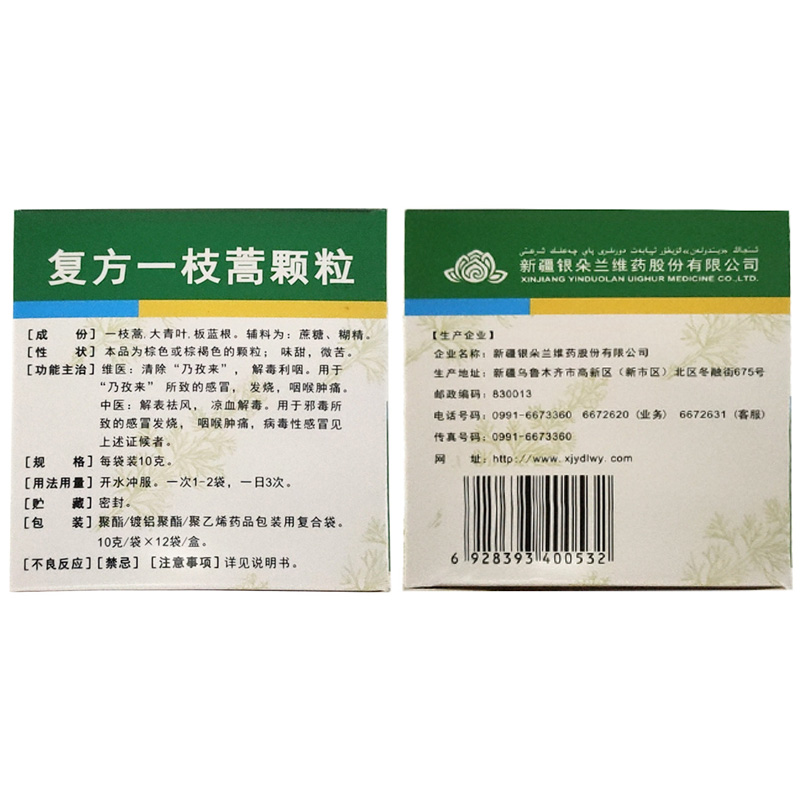 复方一枝蒿颗粒
[成 份] 一枝蒿、大青叶、板蓝根。辅料为：蔗糖、糊精。
[性 状] 本品为棕色或棕褐色的颗粒；味甜，微苦。
[功能主治] 维医：清除“乃孜来”，解毒利咽。用于
“乃孜来”所致的感冒，发烧，咽喉肿痛。
中医：解表祛风，凉血解毒。用于邪毒所
致的感冒发烧，咽喉肿痛，病毒性感冒见
上述证候者。
[规 格] 每袋装10克。
[用法用量] 开水冲服。一次1-2袋，一日3次。
[贮 藏] 密封。
[包 装] 聚酯/镀铝聚酯/聚乙烯药品包装用复合袋。
10克/袋×12袋/盒。
[不良反应] [禁忌] [注意事项] 详见说明书。
新疆银朵兰维药股份有限公司
XINJIANG YINDUOLAN UIGHUR MEDICINE CO.,LTD.
【生产企业】
企业名称：新疆银朵兰维药股份有限公司
生产地址：新疆乌鲁木齐市高新区（新市区）北区冬融街675号
邮政编码：830013
电话号码：0991-6673360 6672620（业务） 6672631（客服）
传真号码：0991-6673360
网 址：http://www.xjydlwy.com
6 928393 400532